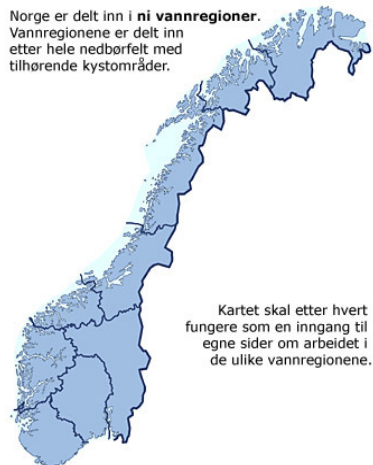 Norge er delt inn i ni vannregioner.
Vannregionene er delt inn
etter hele nedbørfelt med
tilhørende kystområder.
Kartet skal etter hvert
fungere som en inngang til
egne sider om arbeidet i
de ulike vannregionene.